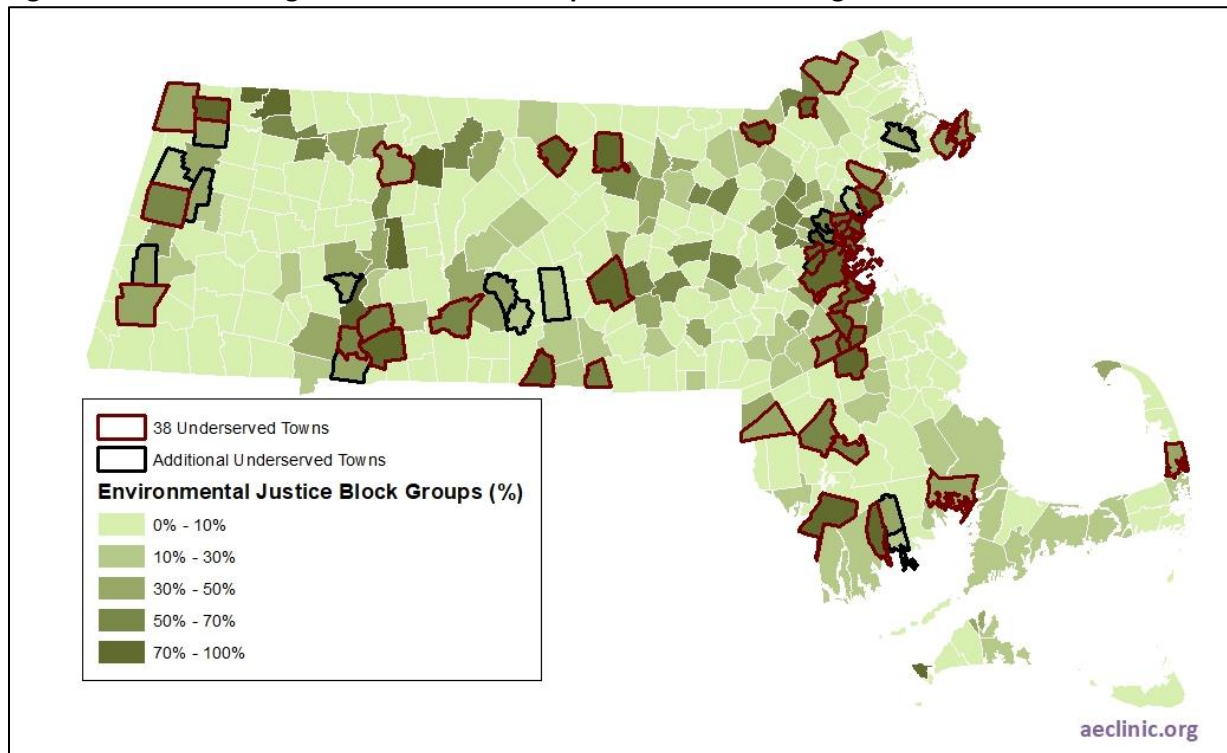 38 Underserved Towns
Additional Underserved Towns
Environmental Justice Block Groups (%)
0% - 10%
10% - 30%
30% - 50%
50% - 70%
70% - 100%
aeclinic.org